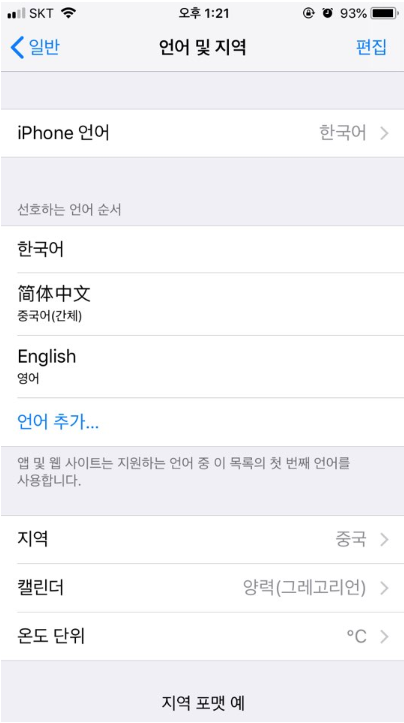 SKT 오후 1:21 93%
일반 언어 및 지역 편집
iPhone 언어 한국어
선호하는 언어 순서
한국어
简体中文
중국어(간체)
English
영어
언어 추가...
앱 및 웹 사이트는 지원하는 언어 중 이 목록의 첫 번째 언어를
사용합니다.
지역 중국
캘린더 양력(그레고리언)
온도 단위 °C
지역 포맷 예